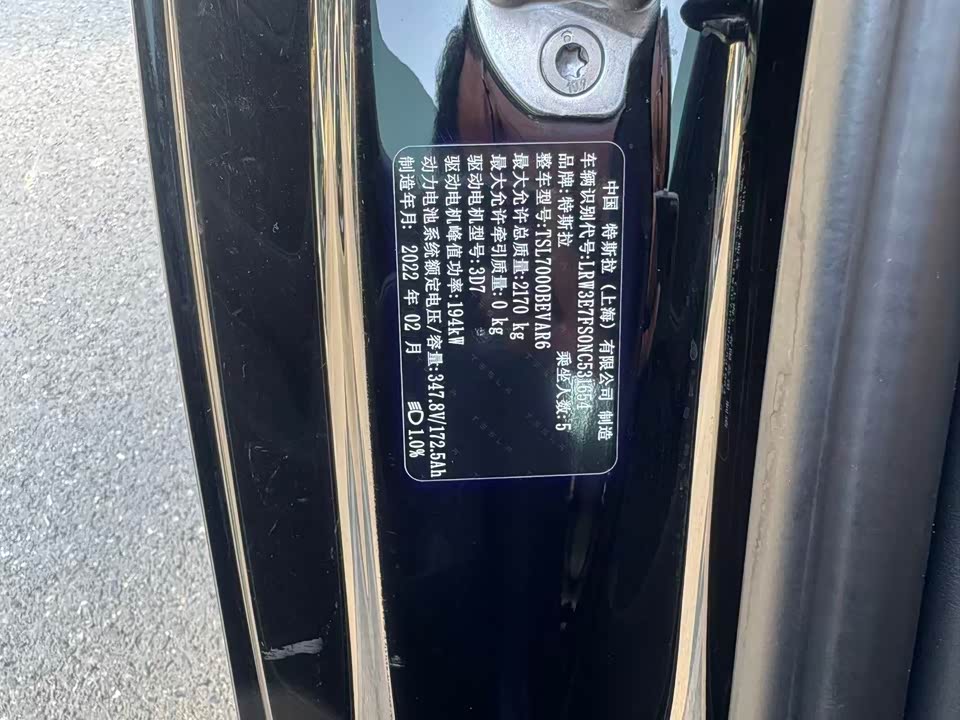 中国 特斯拉（上海）有限公司 制造
车辆识别代号:LRW3E7FS0NC531654
品牌:特斯拉 乘坐人数:5
整车型号:TSL7000BEVAR6
最大允许总质量:2170 kg
最大允许牵引质量:0 kg
驱动电机型号:3D7
驱动电机峰值功率:194kW
动力电池系统额定电压/容量:347.8V/172.5Ah
制造年月: 2022 年 02 月 1.0%